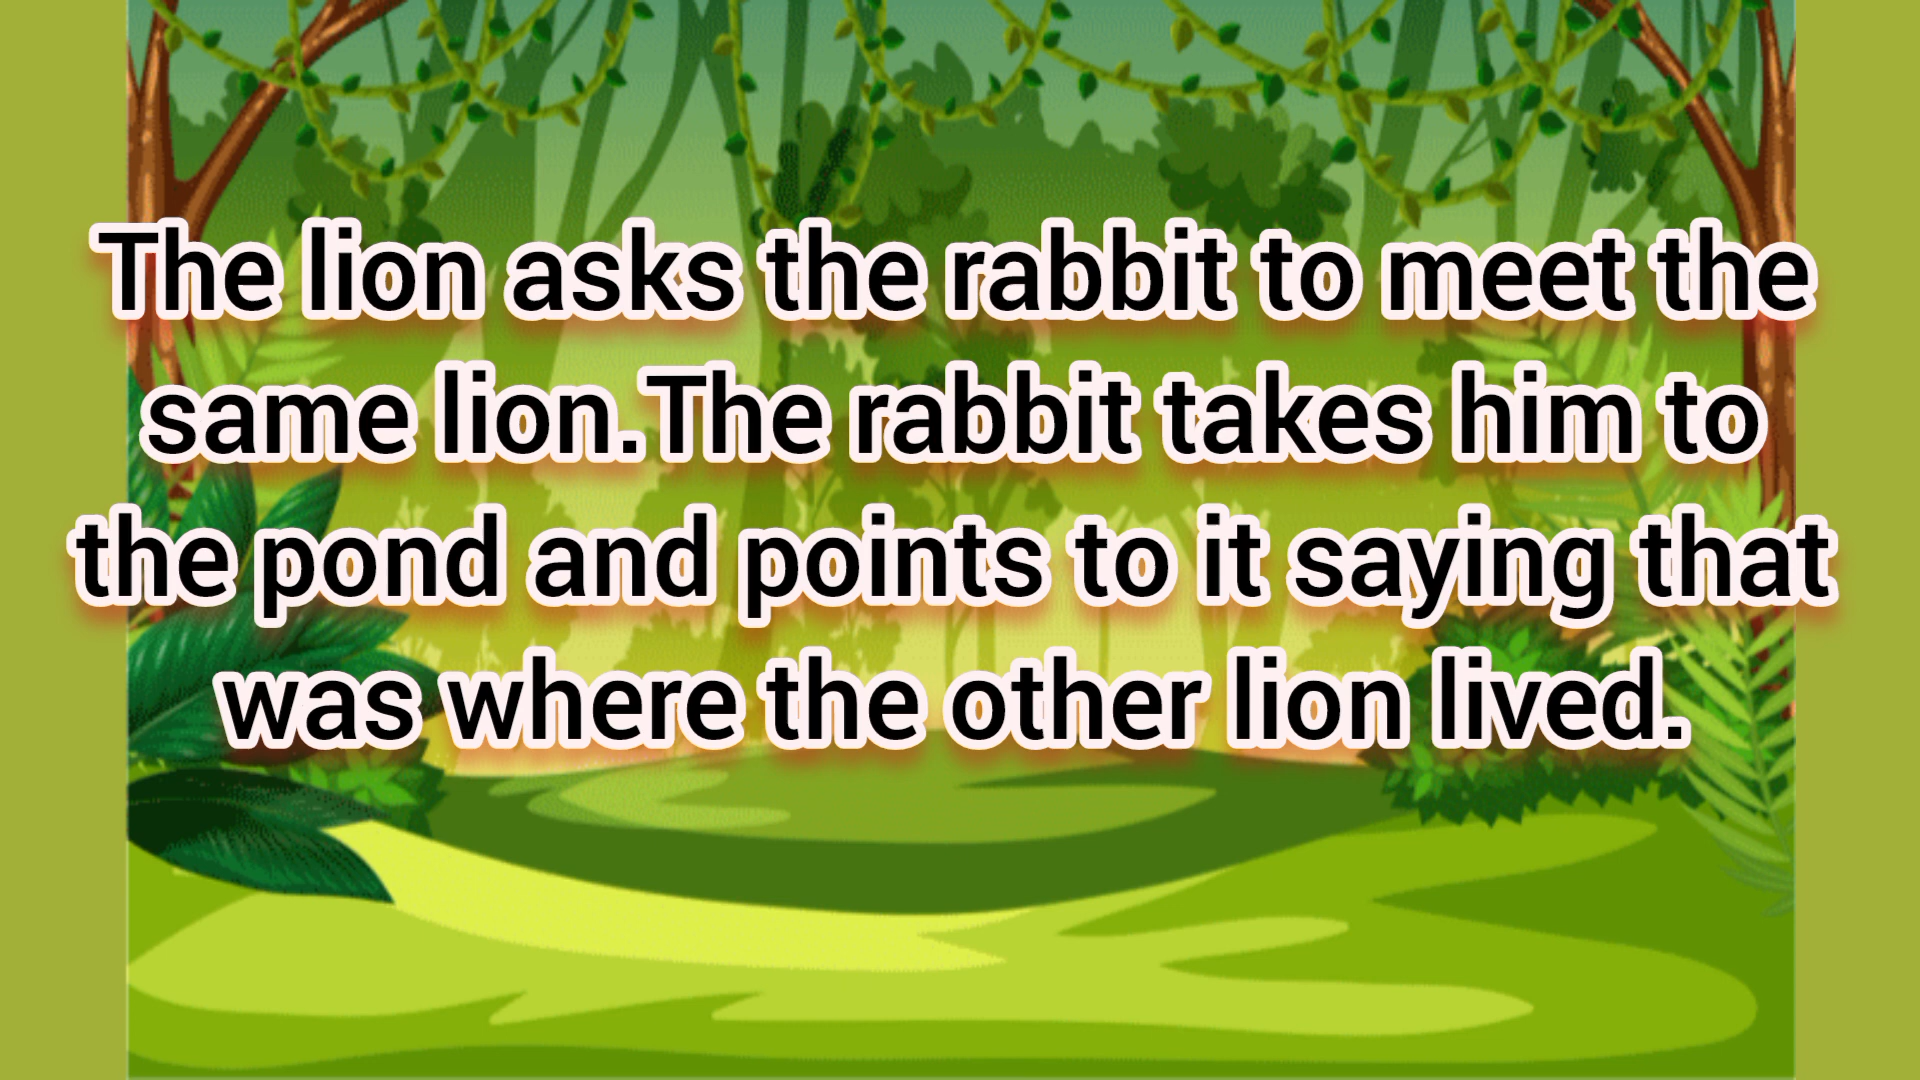 The lion asks the rabbit to meet the
same lion.The rabbit takes him to
the pond and points to it saying that
was where the other lion lived.